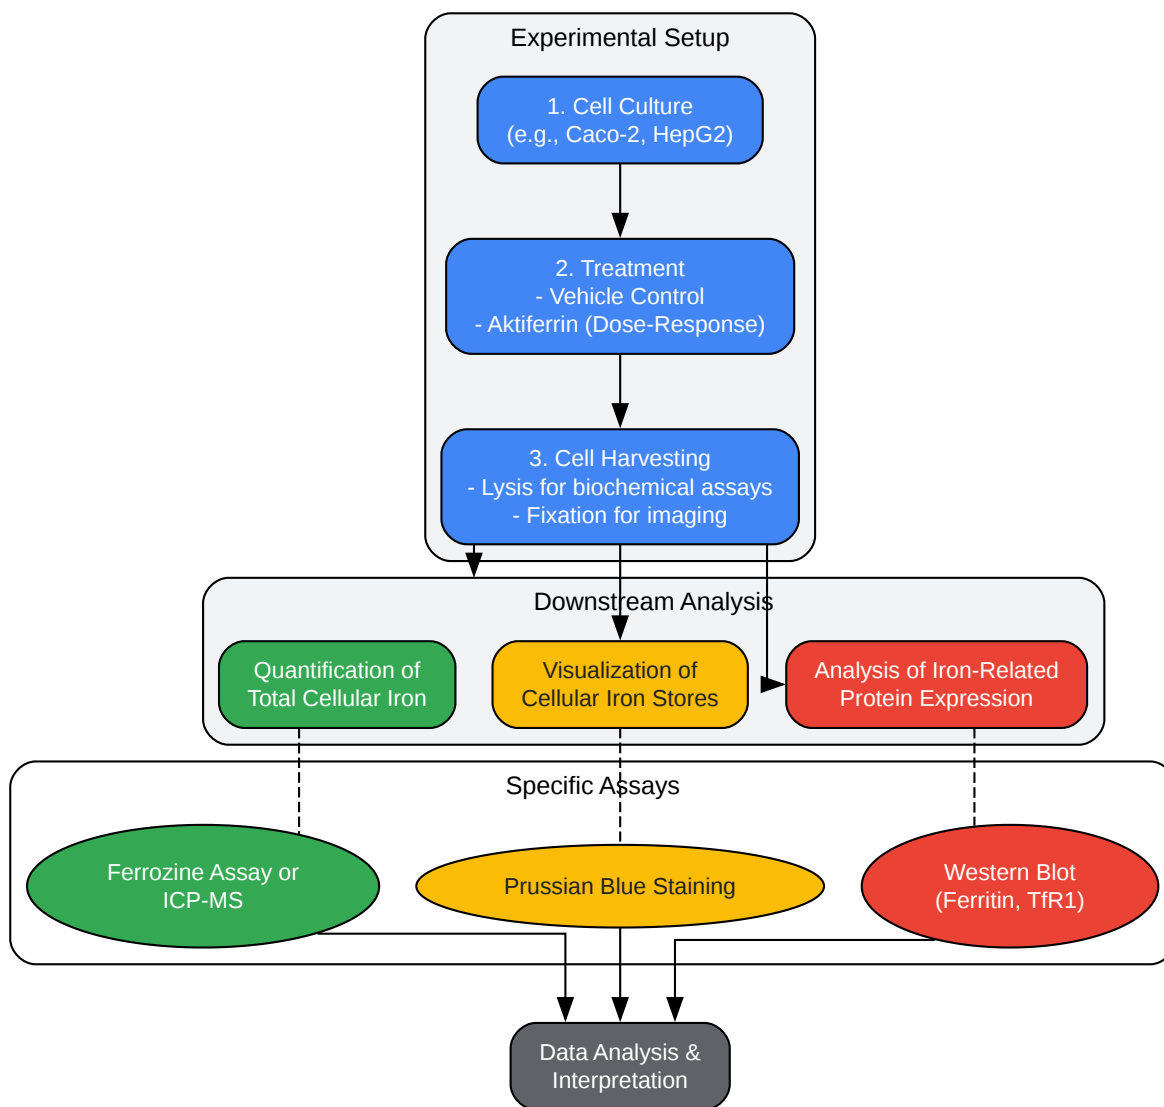 Experimental Setup
1. Cell Culture
(e.g., Caco-2, HepG2)
2. Treatment
- Vehicle Control
- Aktiferrin (Dose-Response)
3. Cell Harvesting
- Lysis for biochemical assays
- Fixation for imaging
Downstream Analysis
Quantification of
Total Cellular Iron
Visualization of
Cellular Iron Stores
Analysis of Iron-Related
Protein Expression
Specific Assays
Ferrozine Assay or
ICP-MS
Prussian Blue Staining
Western Blot
(Ferritin, TfR1)
Data Analysis &
Interpretation